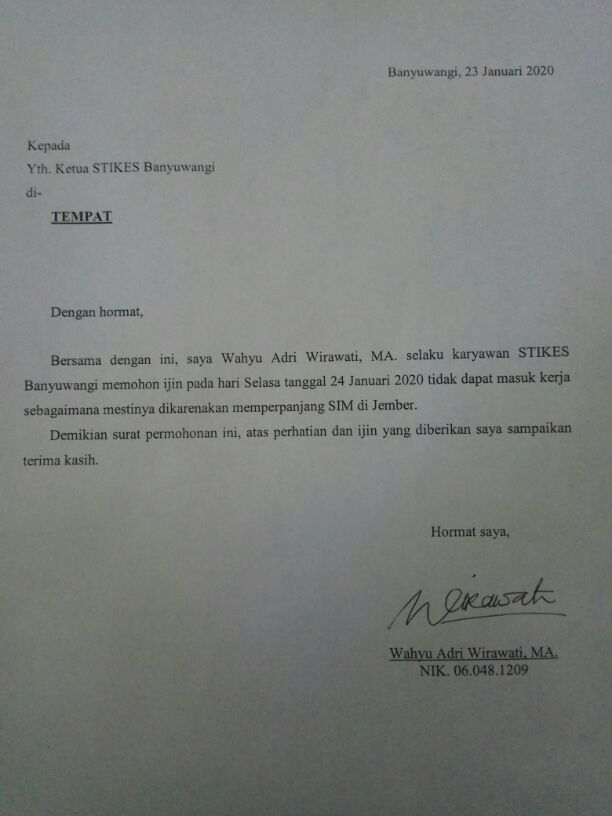 Banyuwangi, 23 Januari 2020
Kepada
Yth. Ketua STIKES Banyuwangi
di-
TEMPAT
Dengan hormat,
Bersama dengan ini, saya Wahyu Adri Wirawati, MA. selaku karyawan STIKES
Banyuwangi memohon ijin pada hari Selasa tanggal 24 Januari 2020 tidak dapat masuk kerja
sebagaimana mestinya dikarenakan memperpanjang SIM di Jember.
Demikian surat permohonan ini, atas perhatian dan ijin yang diberikan saya sampaikan
terima kasih.
Hormat saya,
Wirawati
Wahyu Adri Wirawati, MA.
NIK. 06.048.1209